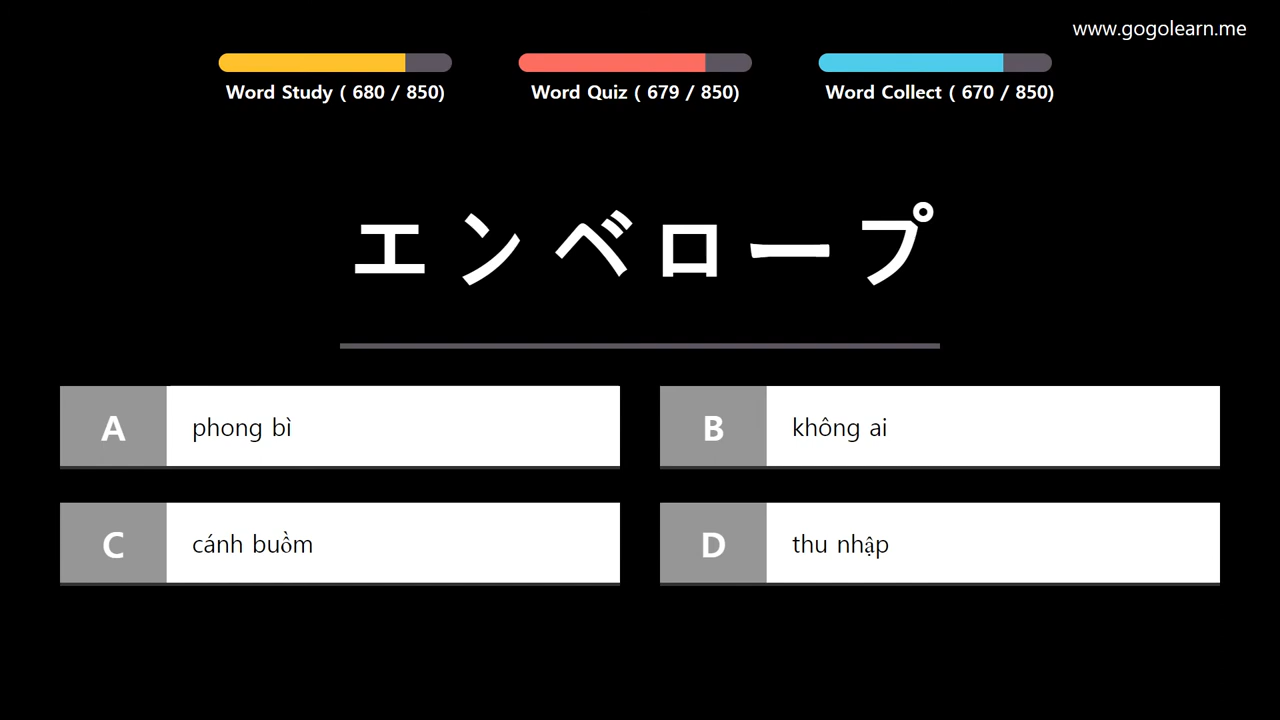 www.gogolearn.me
Word Study ( 680 / 850)
Word Quiz ( 679 / 850)
Word Collect ( 670 / 850)
エンベロープ
A phong bì
B không ai
C cánh buồm
D thu nhập